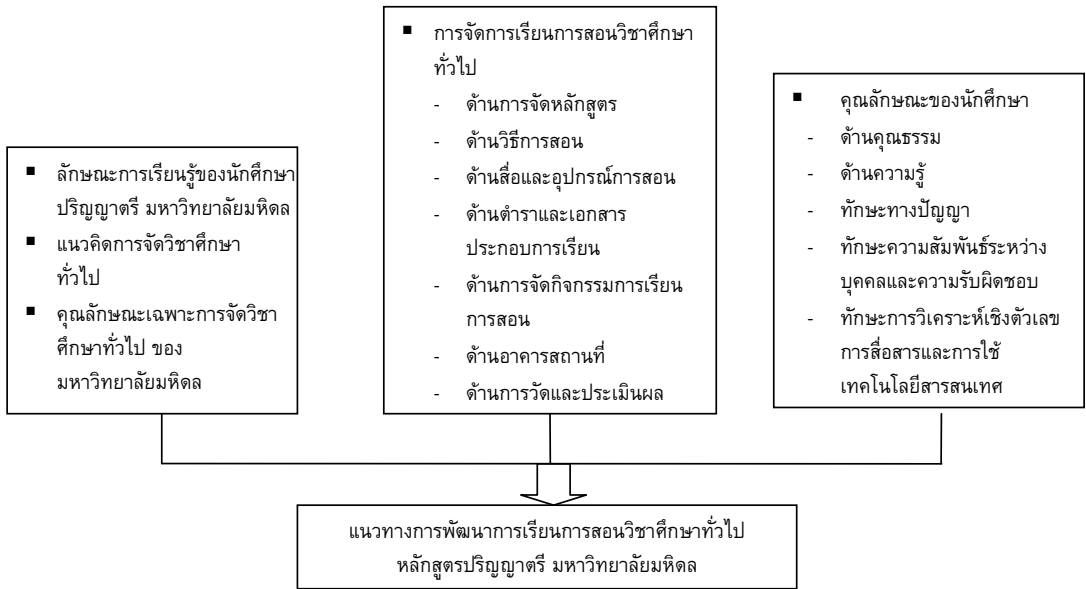 ▪ ลักษณะการเรียนรู้ของนักศึกษา
ปริญญาตรี มหาวิทยาลัยมหิดล
▪ แนวคิดการจัดวิชาศึกษา
ทั่วไป
▪ คุณลักษณะเฉพาะการจัดวิชา
ศึกษาทั่วไป ของ
มหาวิทยาลัยมหิดล
▪ การจัดการเรียนการสอนวิชาศึกษา
ทั่วไป
- ด้านการจัดหลักสูตร
- ด้านวิธีการสอน
- ด้านสื่อและอุปกรณ์การสอน
- ด้านตำราและเอกสาร
ประกอบการเรียน
- ด้านการจัดกิจกรรมการเรียน
การสอน
- ด้านอาคารสถานที่
- ด้านการวัดและประเมินผล
▪ คุณลักษณะของนักศึกษา
- ด้านคุณธรรม
- ด้านความรู้
- ทักษะทางปัญญา
- ทักษะความสัมพันธ์ระหว่าง
บุคคลและความรับผิดชอบ
- ทักษะการวิเคราะห์เชิงตัวเลข
การสื่อสารและการใช้
เทคโนโลยีสารสนเทศ
แนวทางการพัฒนาการเรียนการสอนวิชาศึกษาทั่วไป
หลักสูตรปริญญาตรี มหาวิทยาลัยมหิดล